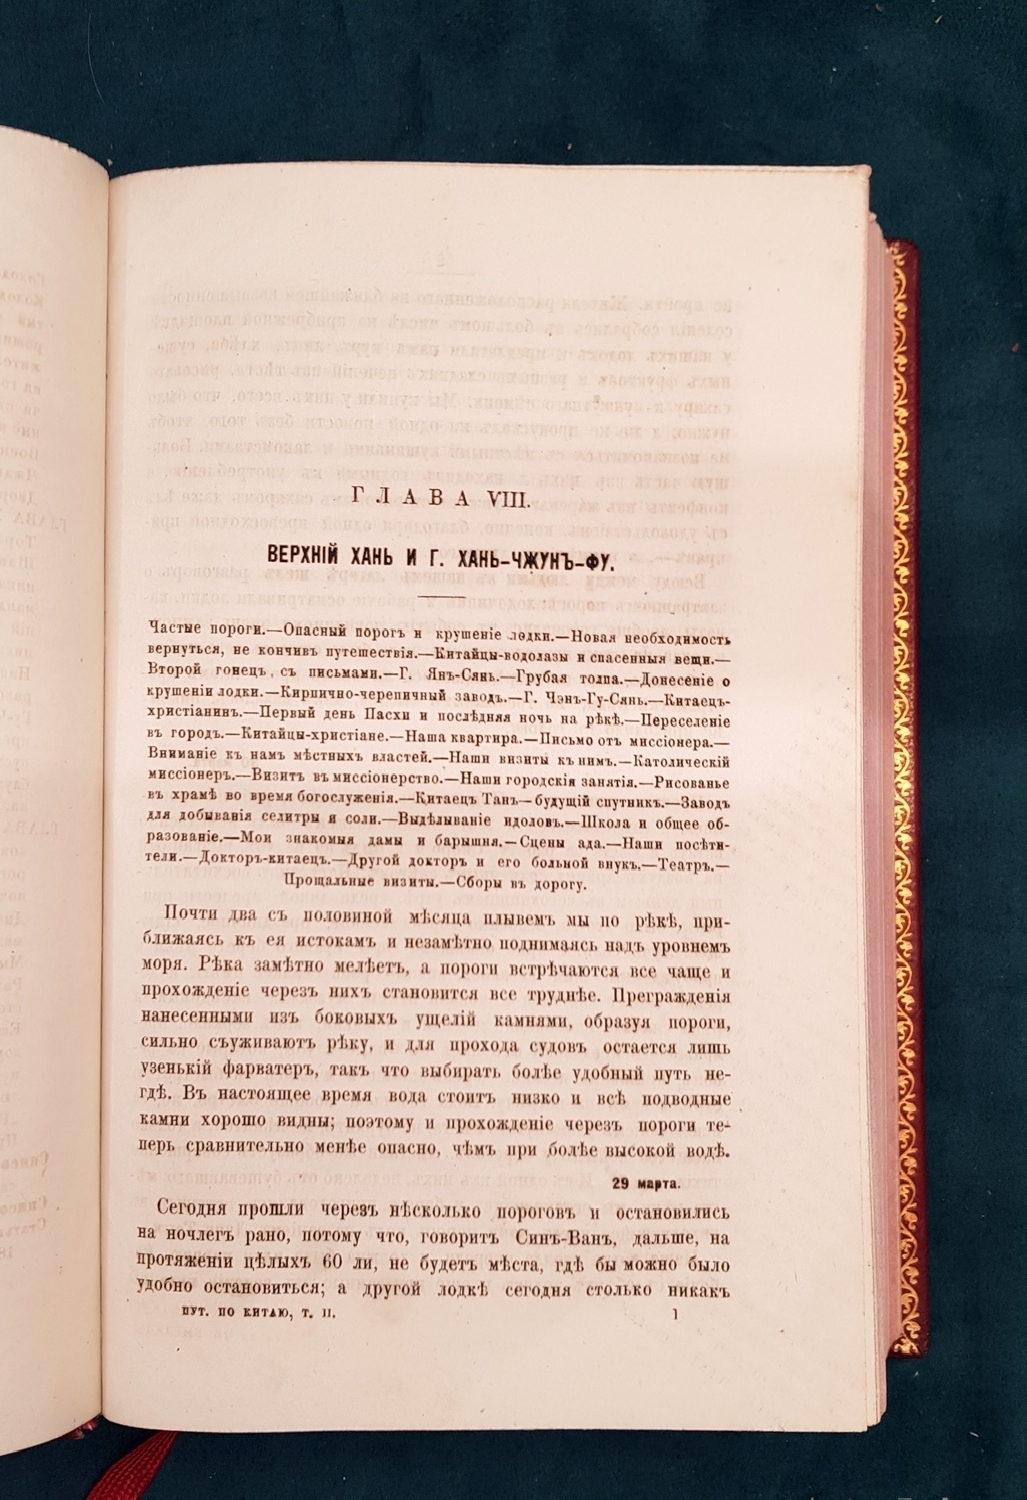 ГЛАВА VIII.
ВЕРХНІЙ ХАНЬ И Г. ХАНЬ-ЧЖУНЪ-ФУ.
Частые пороги.—Опасный порогъ и крушеніе лодки.—Новая необходимость
вернуться, не кончивъ путешествія.—Китайцы-водолазы и спасенныя вещи.—
Второй гонецъ, съ письмами.—Г. Янъ-Сянь.—Грубая толпа.—Донесеніе о
крушеніи лодки.—Кирпично-черепичный заводъ.—Г. Чэнъ-Гу-Сянь.—Китаецъ-
христіанинъ.—Первый день Пасхи и послѣдняя ночь на рѣкѣ.—Переселеніе
въ городъ.—Китайцы-христіане.—Наша квартира.—Письмо отъ миссіонера.—
Вниманіе къ намъ мѣстныхъ властей.—Наши визиты къ нимъ.—Католическій
миссіонеръ.—Визитъ въ миссіонерство.—Наши городскія занятія.—Рисованье
въ храмѣ во время богослуженія.—Китаецъ Танъ—будущій спутникъ.—Заводъ
для добыванія селитры и соли.—Выдѣлываніе идоловъ.—Школа и общее об-
разованіе.—Мои знакомыя дамы и барышня.—Сцены ада.—Наши посѣти-
тели.—Докторъ-китаецъ.—Другой докторъ и его больной внукъ.—Театръ.—
Прощальные визиты.—Сборы въ дорогу.
Почти два съ половиной мѣсяца плывемъ мы по рѣкѣ, при-
ближаясь къ ея истокамъ и незамѣтно поднимаясь надъ уровнемъ
моря. Рѣка замѣтно мелѣетъ, а пороги встрѣчаются все чаще и
прохожденіе черезъ нихъ становится все труднѣе. Прегражденія
нанесенными изъ боковыхъ ущелій камнями, образуя пороги,
сильно съуживаютъ рѣку, и для прохода судовъ остается лишь
узенькій фарватеръ, такъ что выбирать болѣе удобный путь не-
гдѣ. Въ настоящее время вода стоитъ низко и всѣ подводные
камни хорошо видны; поэтому и прохожденіе черезъ пороги те-
перь сравнительно менѣе опасно, чѣмъ при болѣе высокой водѣ.
29 марта.
Сегодня прошли черезъ нѣсколько пороговъ и остановились
на ночлегъ рано, потому что, говоритъ Синъ-Ванъ, дальше, на
протяженіи цѣлыхъ 60 ли, не будетъ мѣста, гдѣ бы можно было
удобно остановиться; а другой лодкѣ сегодня столько никакъ
ПУТ. ПО КИТАЮ, Т. II. 1